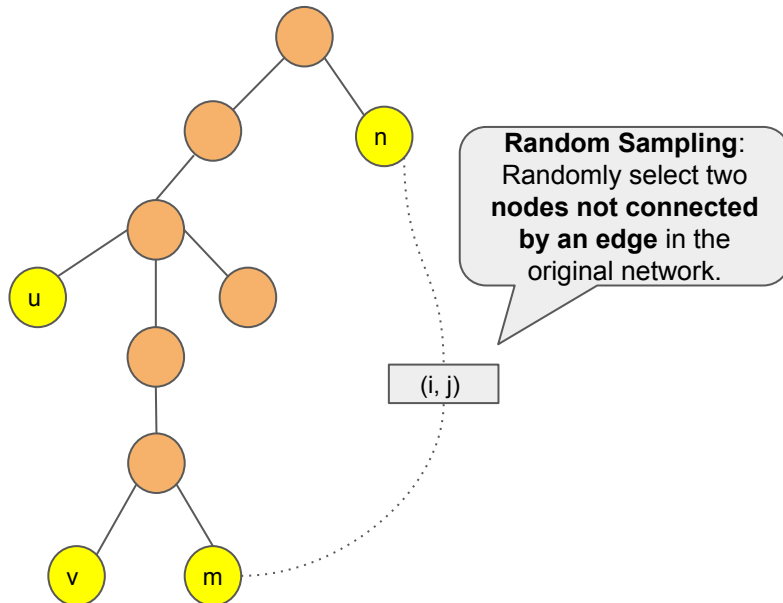 n
Random Sampling:
Randomly select two
nodes not connected
by an edge in the
original network.
u
(i, j)
v
m